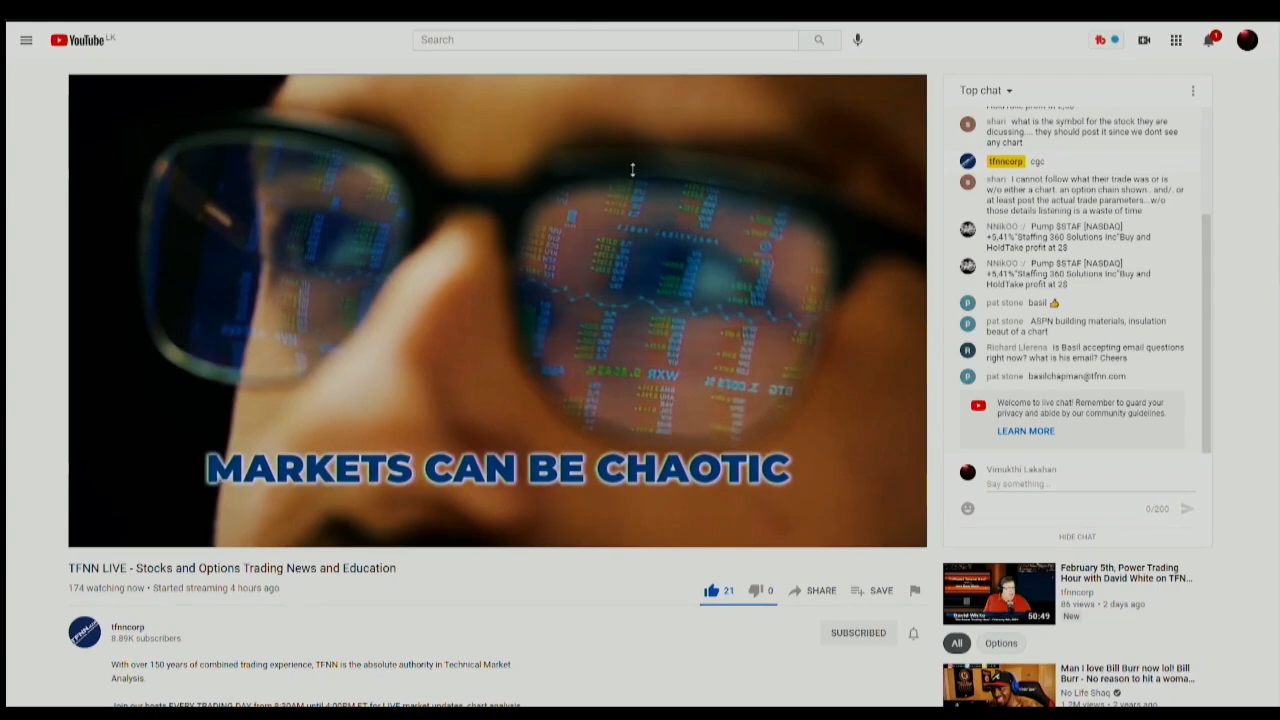 YouTube LK
Search
1
Top chat
shari what is the symbol for the stock they are
dicussing.... they should post it since we dont see
any chart
tfnncorp cgc
shari I cannot follow what their trade was or is
w/o either a chart. an option chain shown.. and/. or
at least post the actual trade parameters...w/o
those details listening is a waste of time
NNikOO :/ Pump $STAF [NASDAQ]
+5,41%"Staffing 360 Solutions Inc"Buy and
HoldTake profit at 2$
NNikOO :/ Pump $STAF [NASDAQ]
+5,41%"Staffing 360 Solutions Inc"Buy and
HoldTake profit at 2$
pat stone basil 👍
pat stone ASPN building materials, insulation
beaut of a chart
Richard Llerena Is Basil accepting email questions
right now? what is his email? Cheers
pat stone basilchapman@tfnn.com
Welcome to live chat! Remember to guard your
privacy and abide by our community guidelines.
LEARN MORE
Vimukthi Lakshan
Say something...
0/200
HIDE CHAT
MARKETS CAN BE CHAOTIC
TFNN LIVE - Stocks and Options Trading News and Education
174 watching now • Started streaming 4 hours ago
21 0 SHARE SAVE
tfnncorp
8.89K subscribers
SUBSCRIBED
With over 150 years of combined trading experience, TFNN is the absolute authority in Technical Market
Analysis.
Join our hosts EVERY TRADING DAY from 8:30AM until 4:00PM ET for LIVE market updates, chart analysis
February 5th, Power Trading
Hour with David White on TFN...
tfnncorp
86 views • 2 days ago
New
50:49
All Options
Man I love Bill Burr now lol! Bill
Burr - No reason to hit a woma...
No Life Shaq
1.2M views • 2 years ago